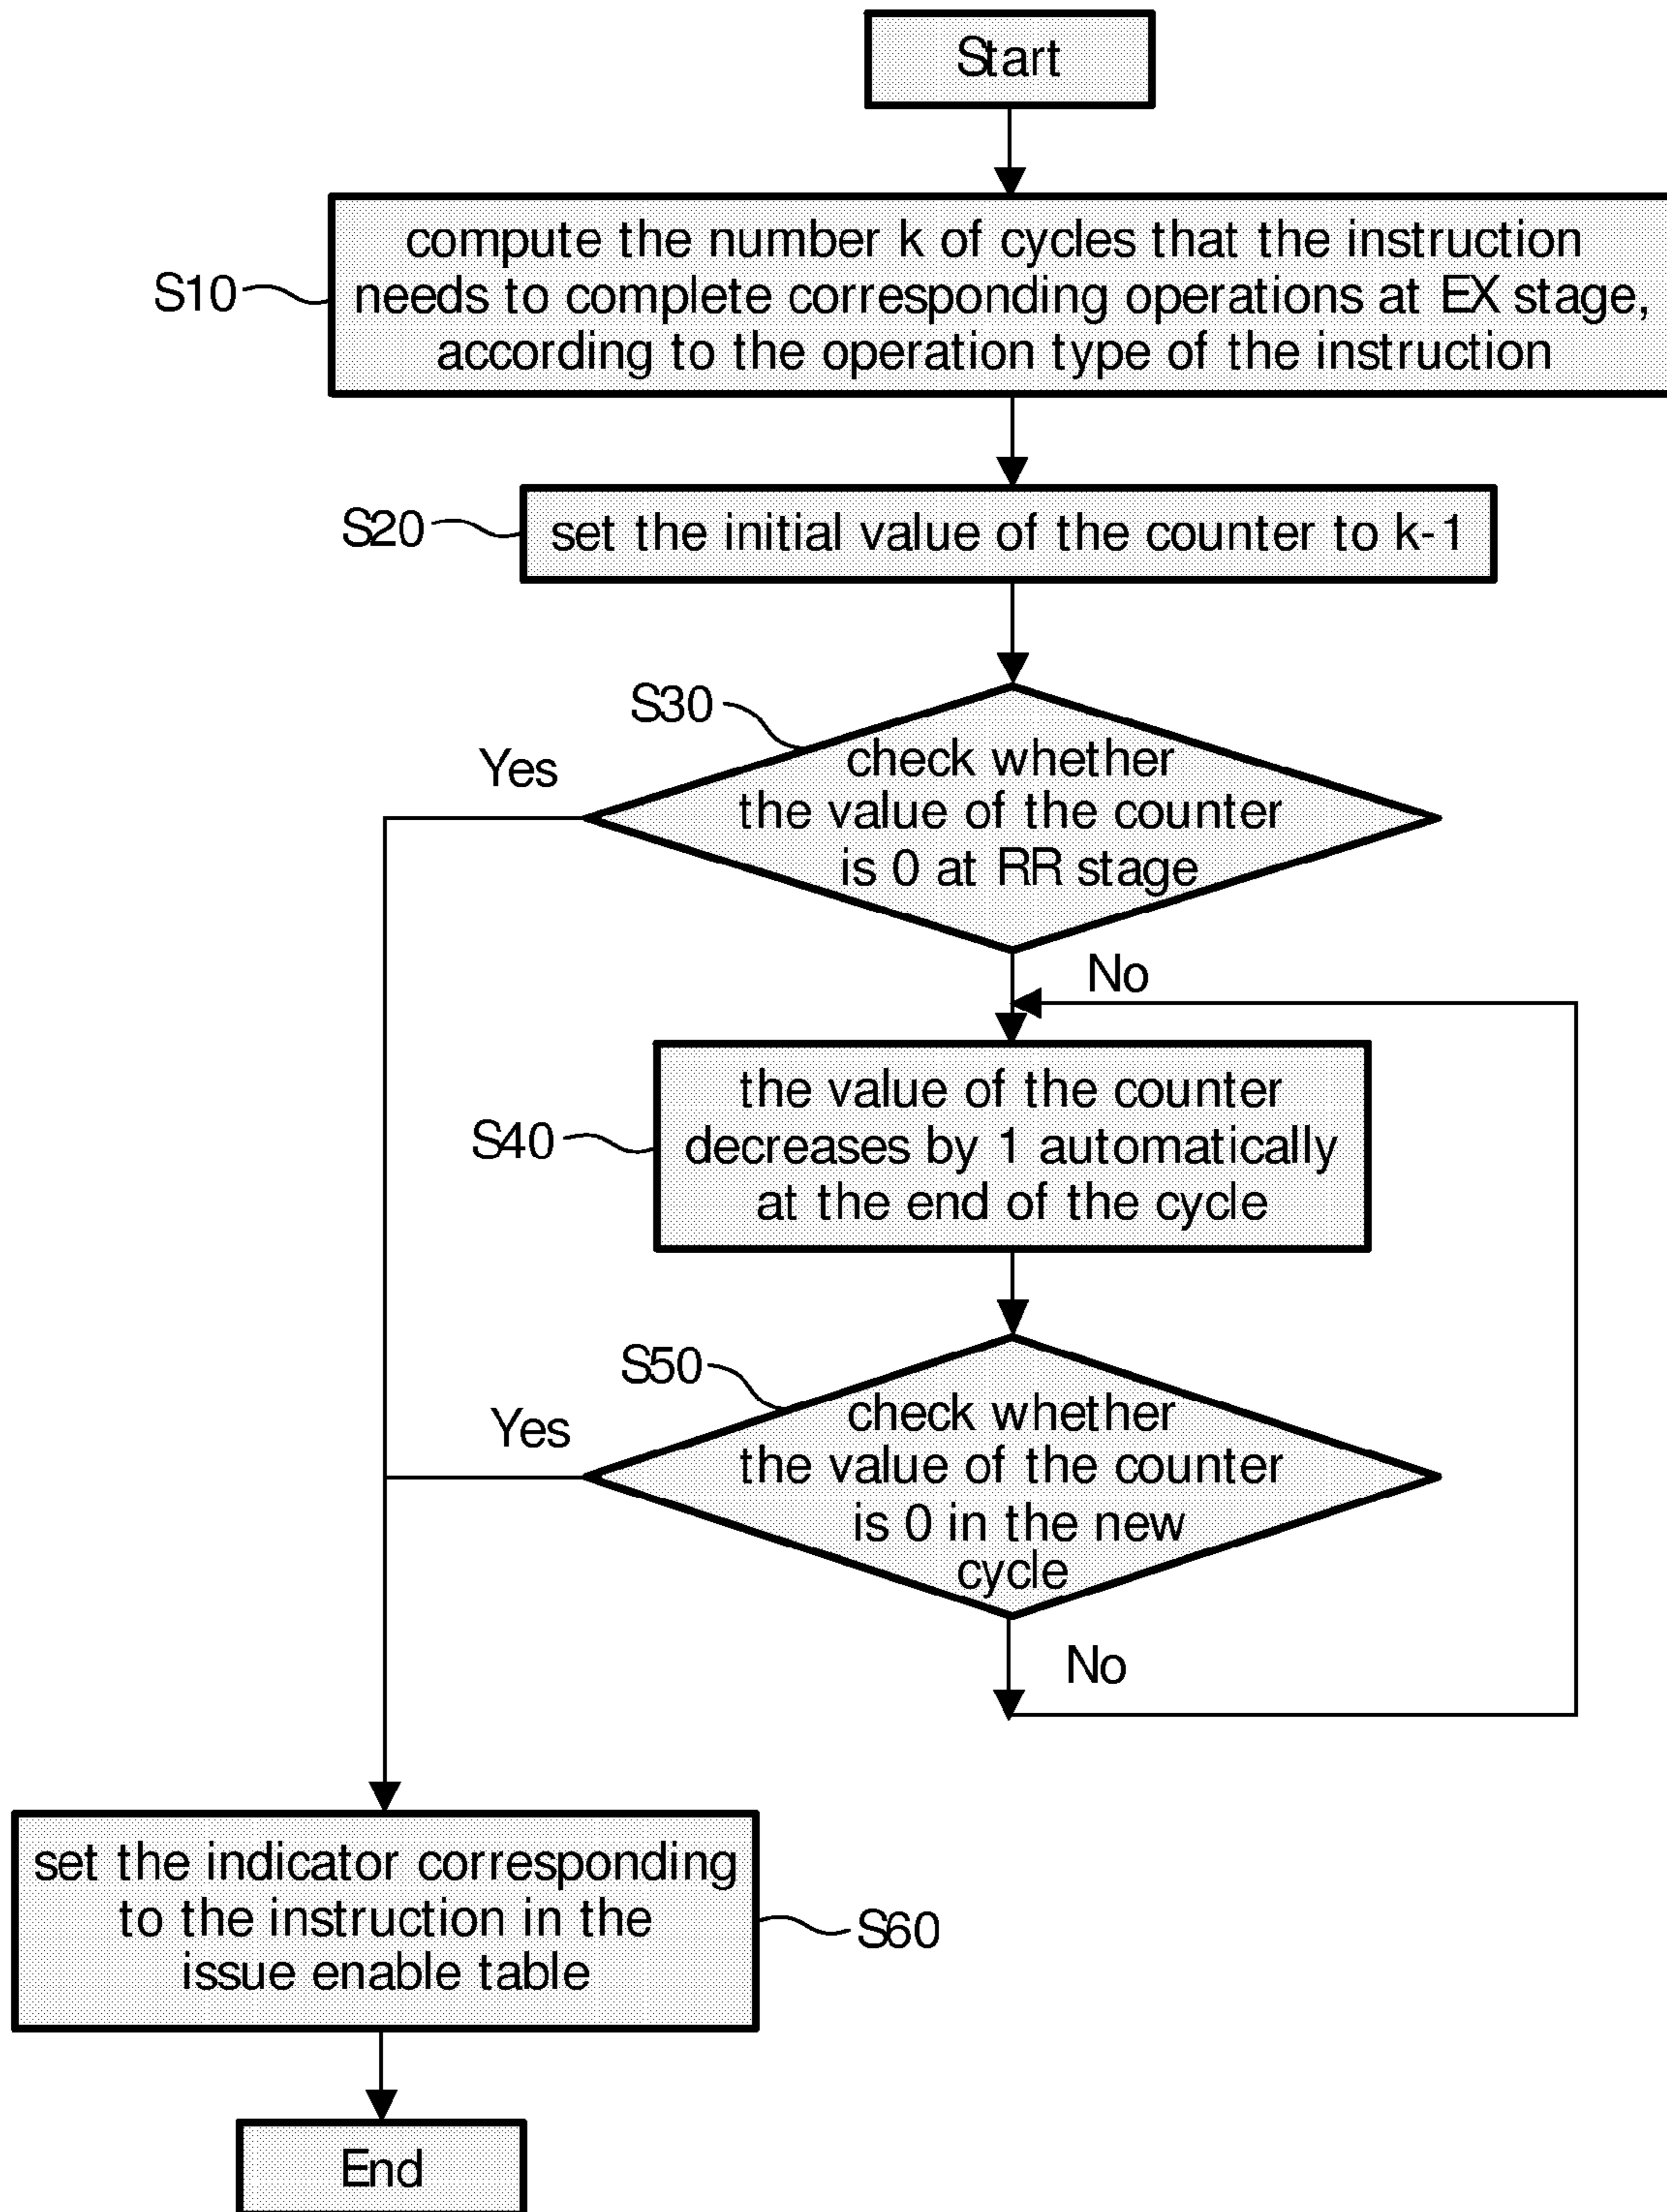 Start
compute the number k of cycles that the instruction
needs to complete corresponding operations at EX stage,
according to the operation type of the instruction
S10
set the initial value of the counter to k-1
S20
S30
Yes
check whether
the value of the counter
is 0 at RR stage
No
the value of the counter
decreases by 1 automatically
at the end of the cycle
S40
S50
Yes
check whether
the value of the counter
is 0 in the new
cycle
No
set the indicator corresponding
to the instruction in the
issue enable table
S60
End